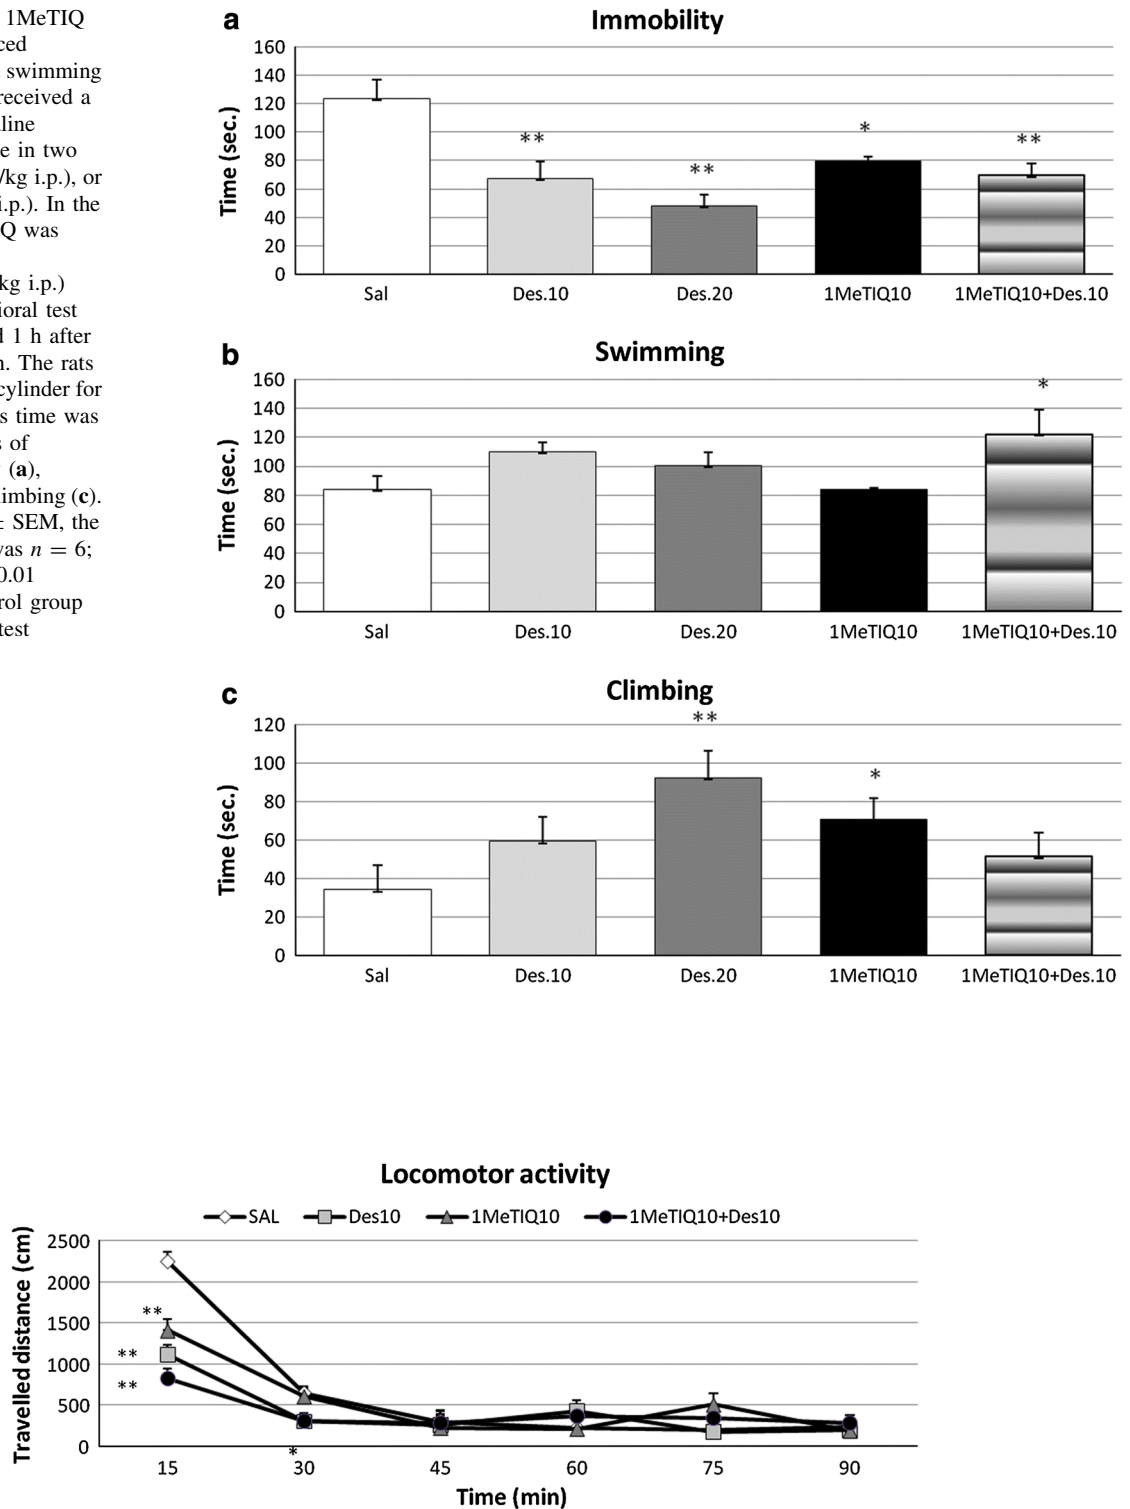 1MeTIQ
swimming
received a
e in two
/kg i.p.), or
i.p.). In the
Q was
kg i.p.)
ioral test
d 1 h after
n. The rats
cylinder for
s time was
s of
(a),
limbing (c).
± SEM, the
was n = 6;
0.01
rol group
test
a
Immobility
Time (sec.)
160
140
120
100
80
60
40
20
0
**
**
*
**
Sal Des.10 Des.20 1MeTIQ10 1MeTIQ10+Des.10
b
Swimming
Time (sec.)
160
140
120
100
80
60
40
20
0
*
Sal Des.10 Des.20 1MeTIQ10 1MeTIQ10+Des.10
c
Climbing
Time (sec.)
120
100
80
60
40
20
0
**
*
Sal Des.10 Des.20 1MeTIQ10 1MeTIQ10+Des.10
Locomotor activity
SAL Des10 1MeTIQ10 1MeTIQ10+Des10
Travelled distance (cm)
2500
2000
1500
1000
500
0
**
**
**
*
15 30 45 60 75 90
Time (min)